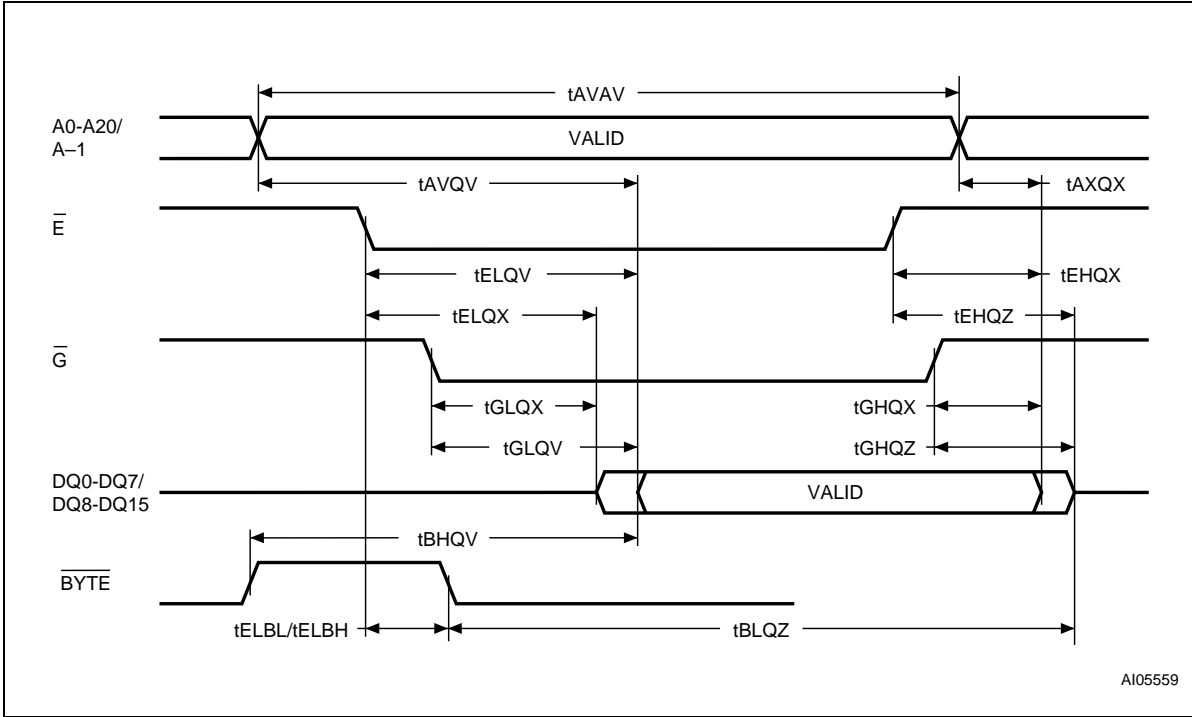 tAVAV
A0-A20/
A–1
VALID
tAVQV
tAXQX
E
tELQV
tEHQX
tELQX
tEHQZ
G
tGLQX
tGHQX
tGLQV
tGHQZ
DQ0-DQ7/
DQ8-DQ15
VALID
tBHQV
BYTE
tELBL/tELBH
tBLQZ
AI05559